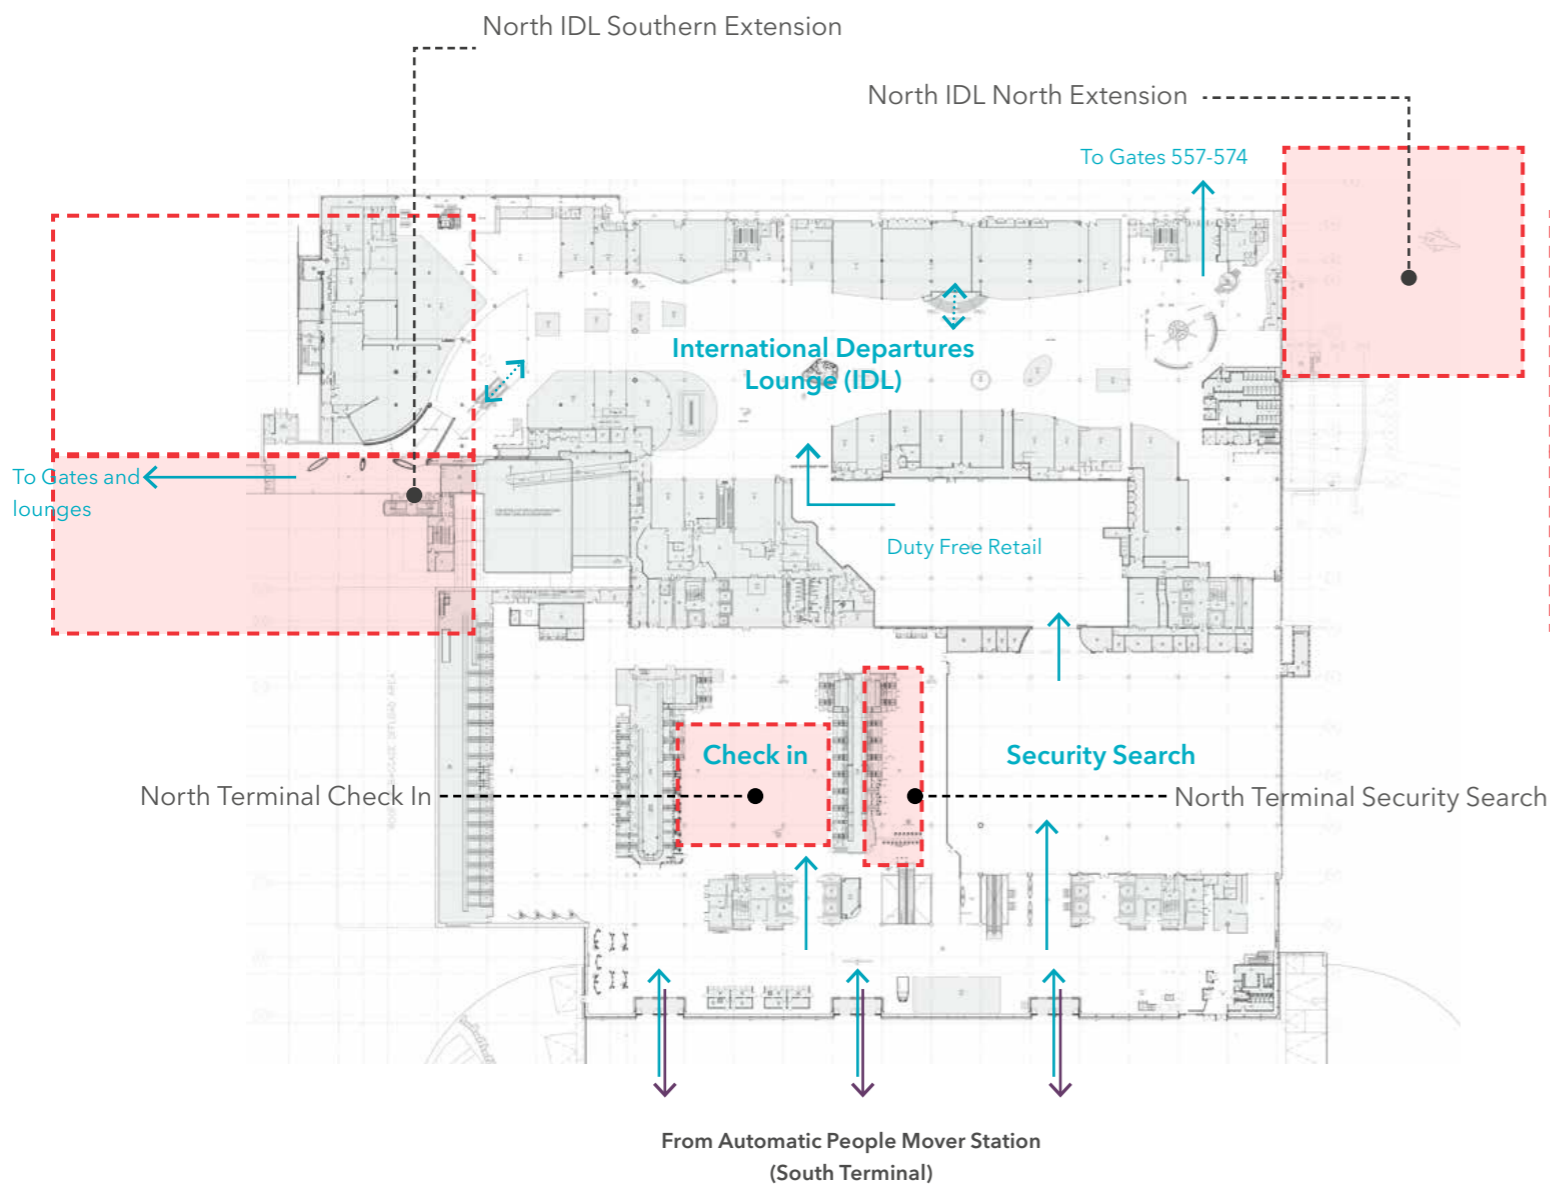 North IDL Southern Extension
North IDL North Extension
To Gates 557-574
International Departures
Lounge (IDL)
To Gates and
lounges
Duty Free Retail
Check in
Security Search
North Terminal Check In
North Terminal Security Search
From Automatic People Mover Station
(South Terminal)